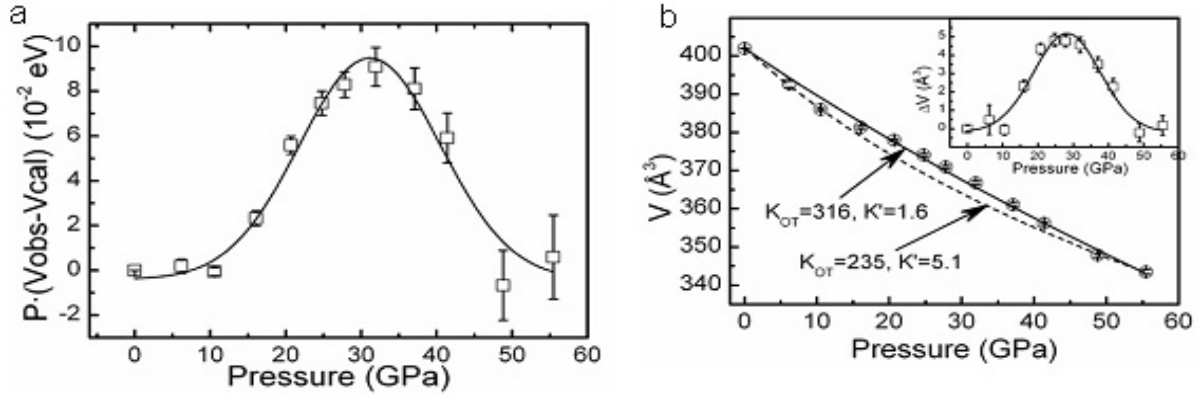 a
P·(Vobs-Vcal) (10⁻² eV)
10
8
6
4
2
0
-2
0 10 20 30 40 50 60
Pressure (GPa)
b
V (Å³)
400
390
380
370
360
350
340
K_OT=316, K'=1.6
K_OT=235, K'=5.1
0 10 20 30 40 50 60
Pressure (GPa)
ΔV (Å³)
5
4
3
2
1
0
0 10 20 30 40 50 60
Pressure (GPa)